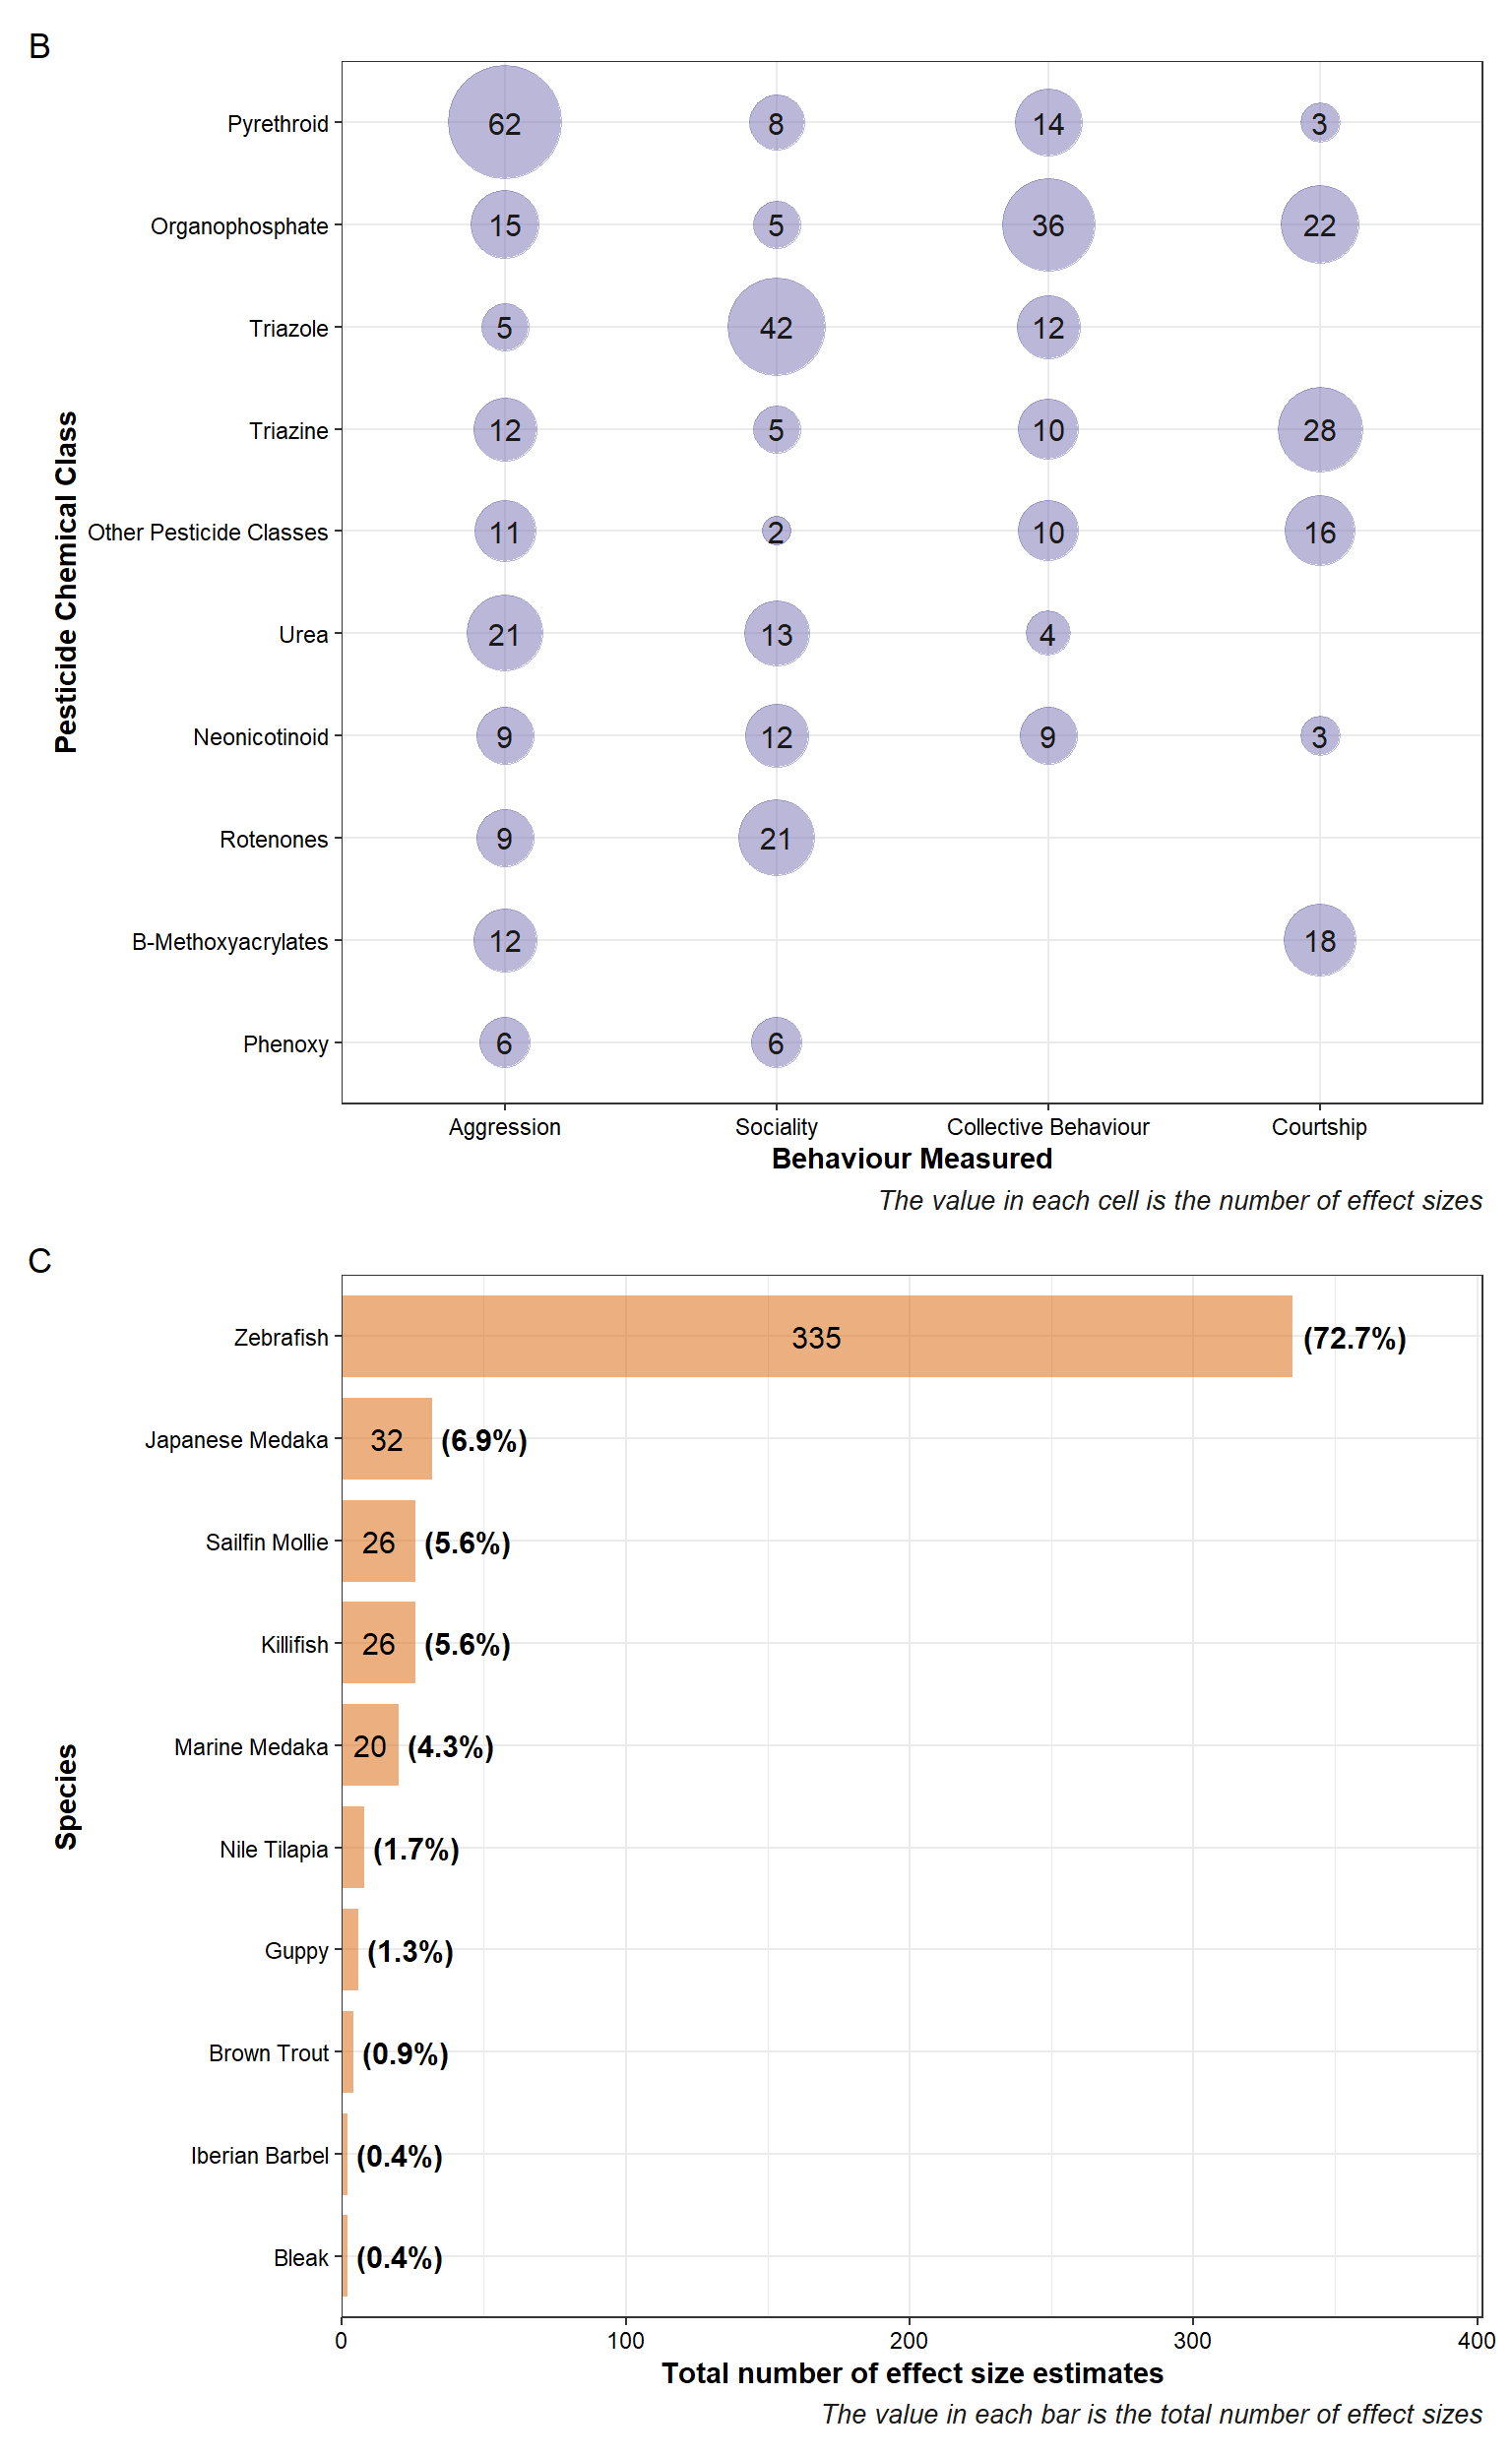 B
Pyrethroid 62 8 14 3
Organophosphate 15 5 36 22
Triazole 5 42 12
Triazine 12 5 10 28
Other Pesticide Classes 11 2 10 16
Urea 21 13 4
Neonicotinoid 9 12 9 3
Rotenones 9 21
B-Methoxyacrylates 12 18
Phenoxy 6 6
Pesticide Chemical Class
Aggression Sociality Collective Behaviour Courtship
Behaviour Measured
The value in each cell is the number of effect sizes
C
Zebrafish 335 (72.7%)
Japanese Medaka 32 (6.9%)
Sailfin Mollie 26 (5.6%)
Killifish 26 (5.6%)
Marine Medaka 20 (4.3%)
Nile Tilapia (1.7%)
Guppy (1.3%)
Brown Trout (0.9%)
Iberian Barbel (0.4%)
Bleak (0.4%)
Species
0 100 200 300 400
Total number of effect size estimates
The value in each bar is the total number of effect sizes